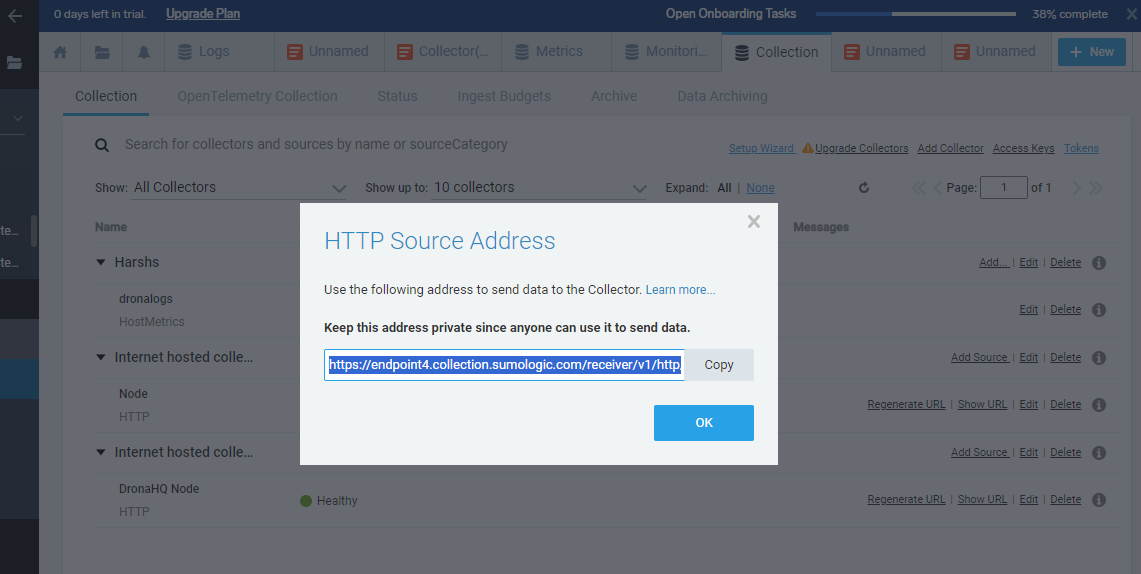 0 days left in trial. Upgrade Plan Open Onboarding Tasks 38% complete
Logs Unnamed Collector(... Metrics Monitori... Collection Unnamed Unnamed + New
Collection OpenTelemetry Collection Status Ingest Budgets Archive Data Archiving
Search for collectors and sources by name or sourceCategory
Setup Wizard Upgrade Collectors Add Collector Access Keys Tokens
Show: All Collectors Show up to: 10 collectors Expand: All | None Page: 1 of 1
Name Messages
te...
te...
Harshs Add... | Edit | Delete
dronalogs
HostMetrics
Edit | Delete
Internet hosted colle... Add Source | Edit | Delete
Node
HTTP
Regenerate URL | Show URL | Edit | Delete
Internet hosted colle... Add Source | Edit | Delete
DronaHQ Node
HTTP
Healthy
Regenerate URL | Show URL | Edit | Delete
HTTP Source Address
Use the following address to send data to the Collector. Learn more...
Keep this address private since anyone can use it to send data.
https://endpoint4.collection.sumologic.com/receiver/v1/http/ Copy
OK